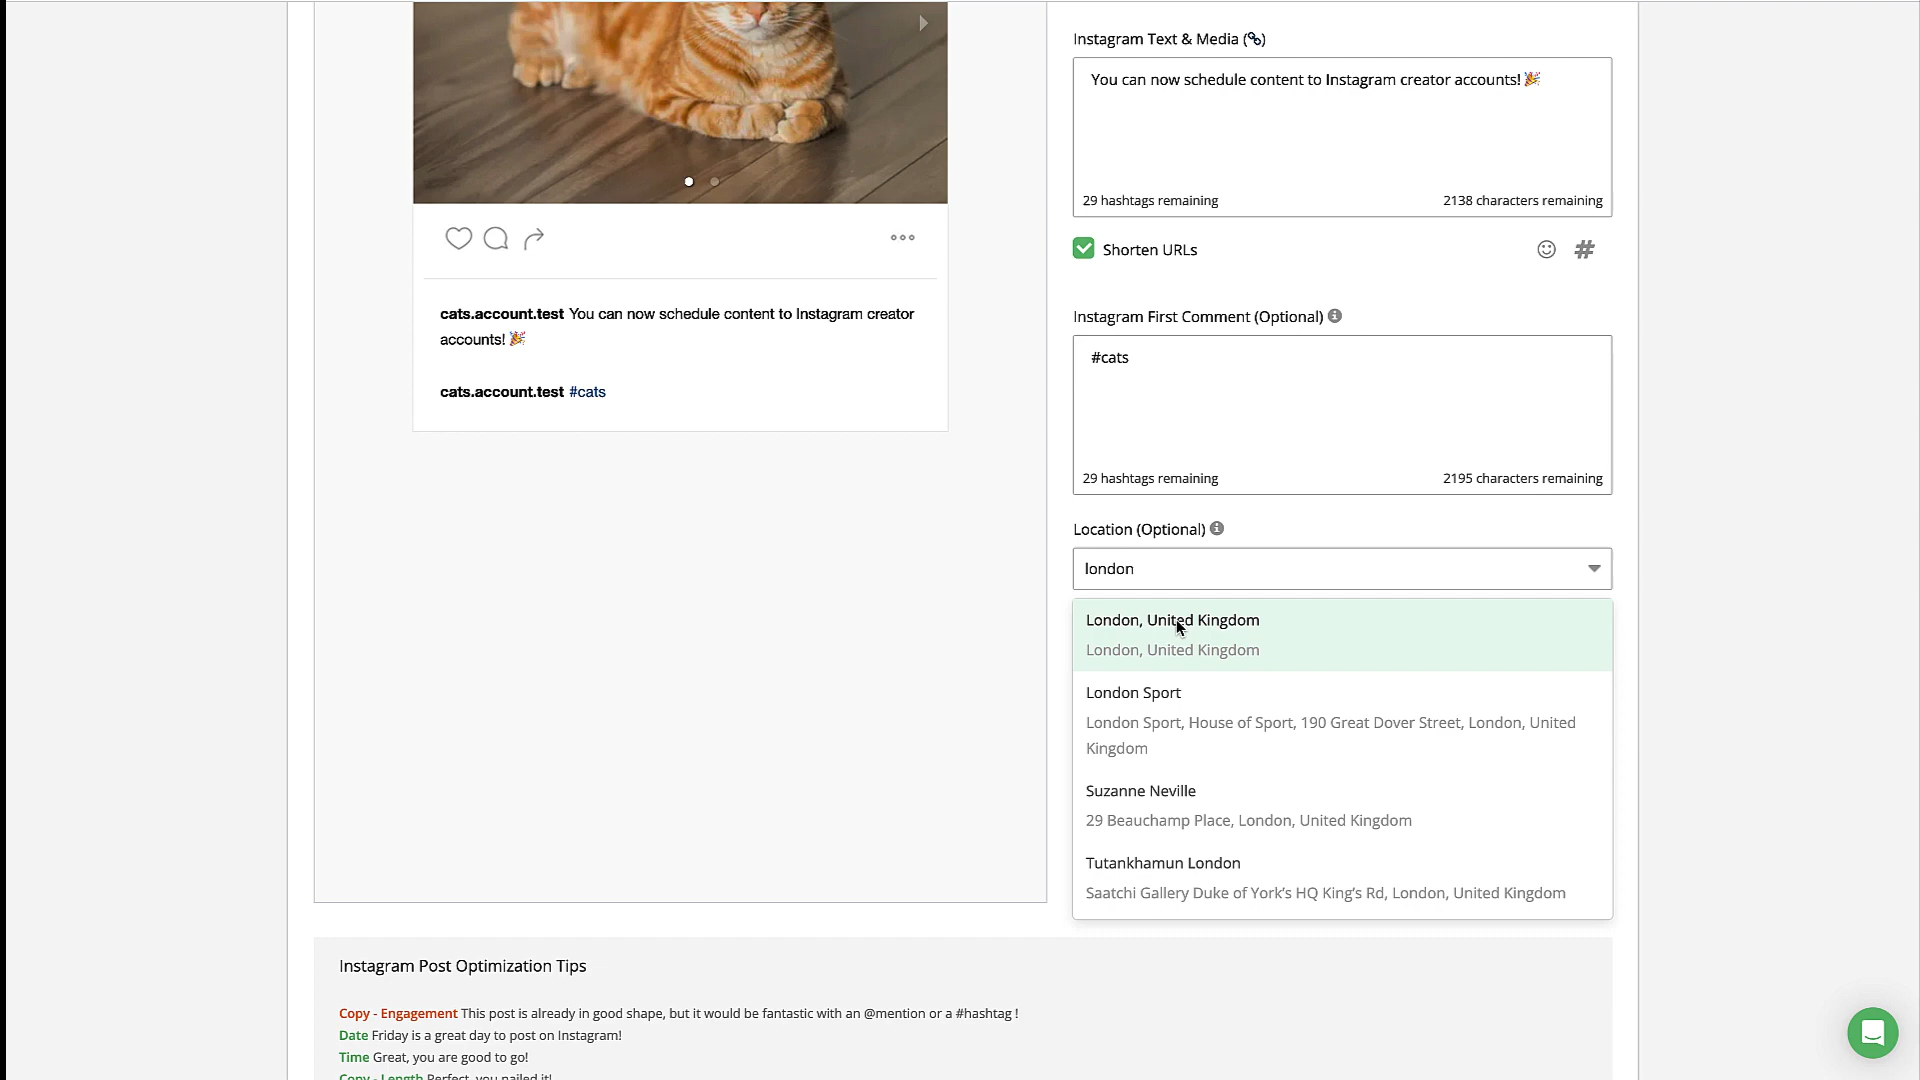 cats.account.test You can now schedule content to Instagram creator
accounts! 🎉
cats.account.test #cats
Instagram Text & Media (🔗)
You can now schedule content to Instagram creator accounts! 🎉
29 hashtags remaining 2138 characters remaining
Shorten URLs #
Instagram First Comment (Optional)
#cats
29 hashtags remaining 2195 characters remaining
Location (Optional)
london
London, United Kingdom
London, United Kingdom
London Sport
London Sport, House of Sport, 190 Great Dover Street, London, United
Kingdom
Suzanne Neville
29 Beauchamp Place, London, United Kingdom
Tutankhamun London
Saatchi Gallery Duke of York's HQ King's Rd, London, United Kingdom
Instagram Post Optimization Tips
Copy - Engagement This post is already in good shape, but it would be fantastic with an @mention or a #hashtag !
Date Friday is a great day to post on Instagram!
Time Great, you are good to go!
Copy - Length Perfect, you nailed it!